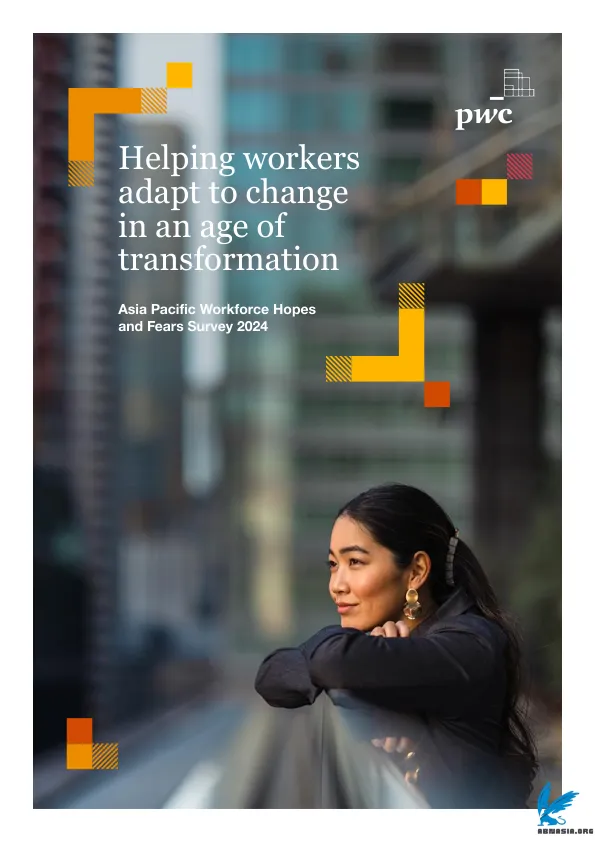 pwc
Helping workers
adapt to change
in an age of
transformation
Asia Pacific Workforce Hopes
and Fears Survey 2024
ABMASIA.ORG